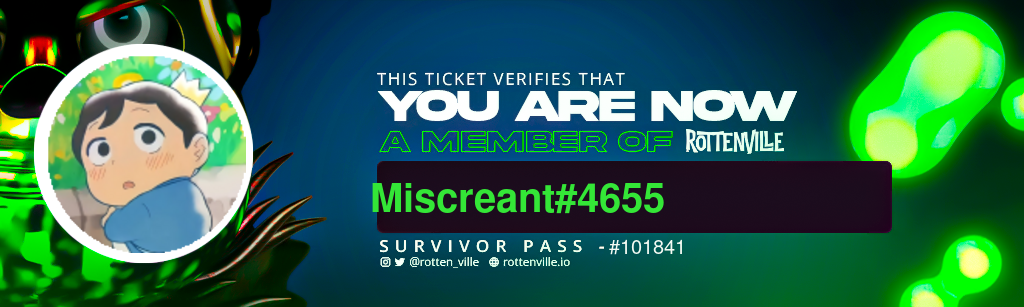 THIS TICKET VERIFIES THAT
YOU ARE NOW
A MEMBER OF ROTTENVILLE
Miscreant#4655
SURVIVOR PASS - #101841
@rotten_ville rottenville.io